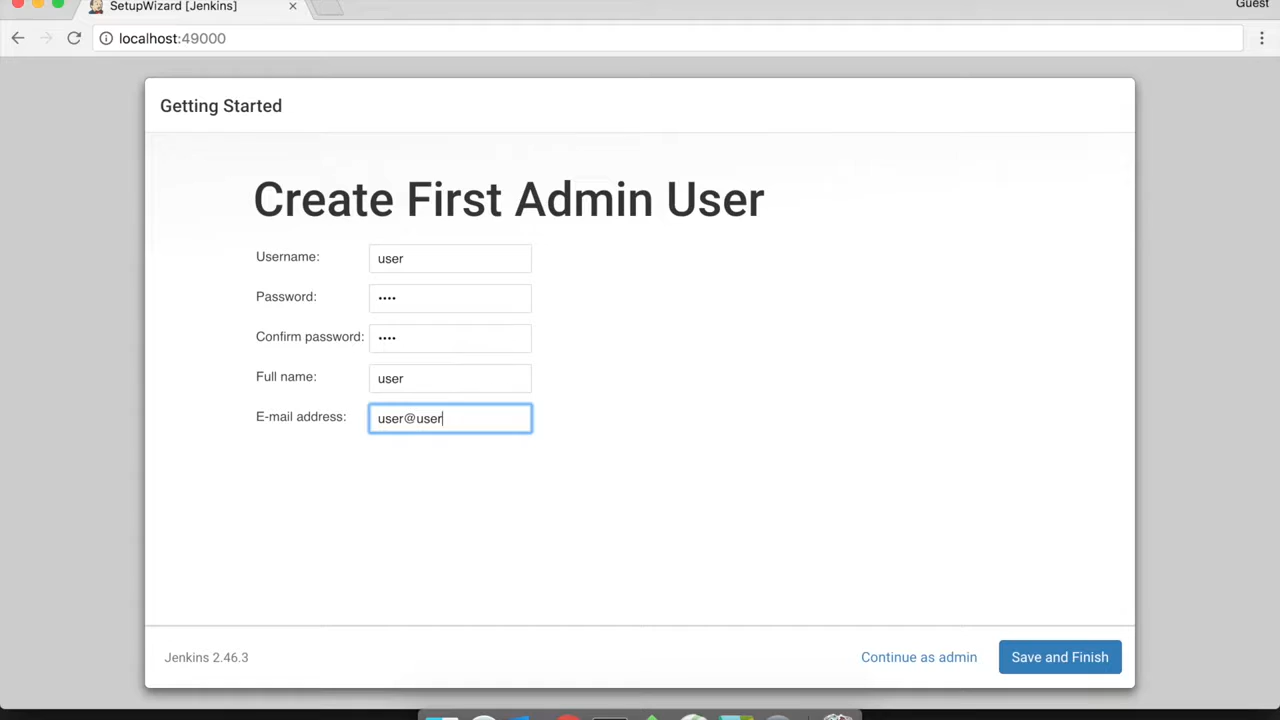 SetupWizard [Jenkins]
Guest
localhost:49000
Getting Started
Create First Admin User
Username: user
Password: ••••
Confirm password: ••••
Full name: user
E-mail address: user@user
Jenkins 2.46.3
Continue as admin
Save and Finish